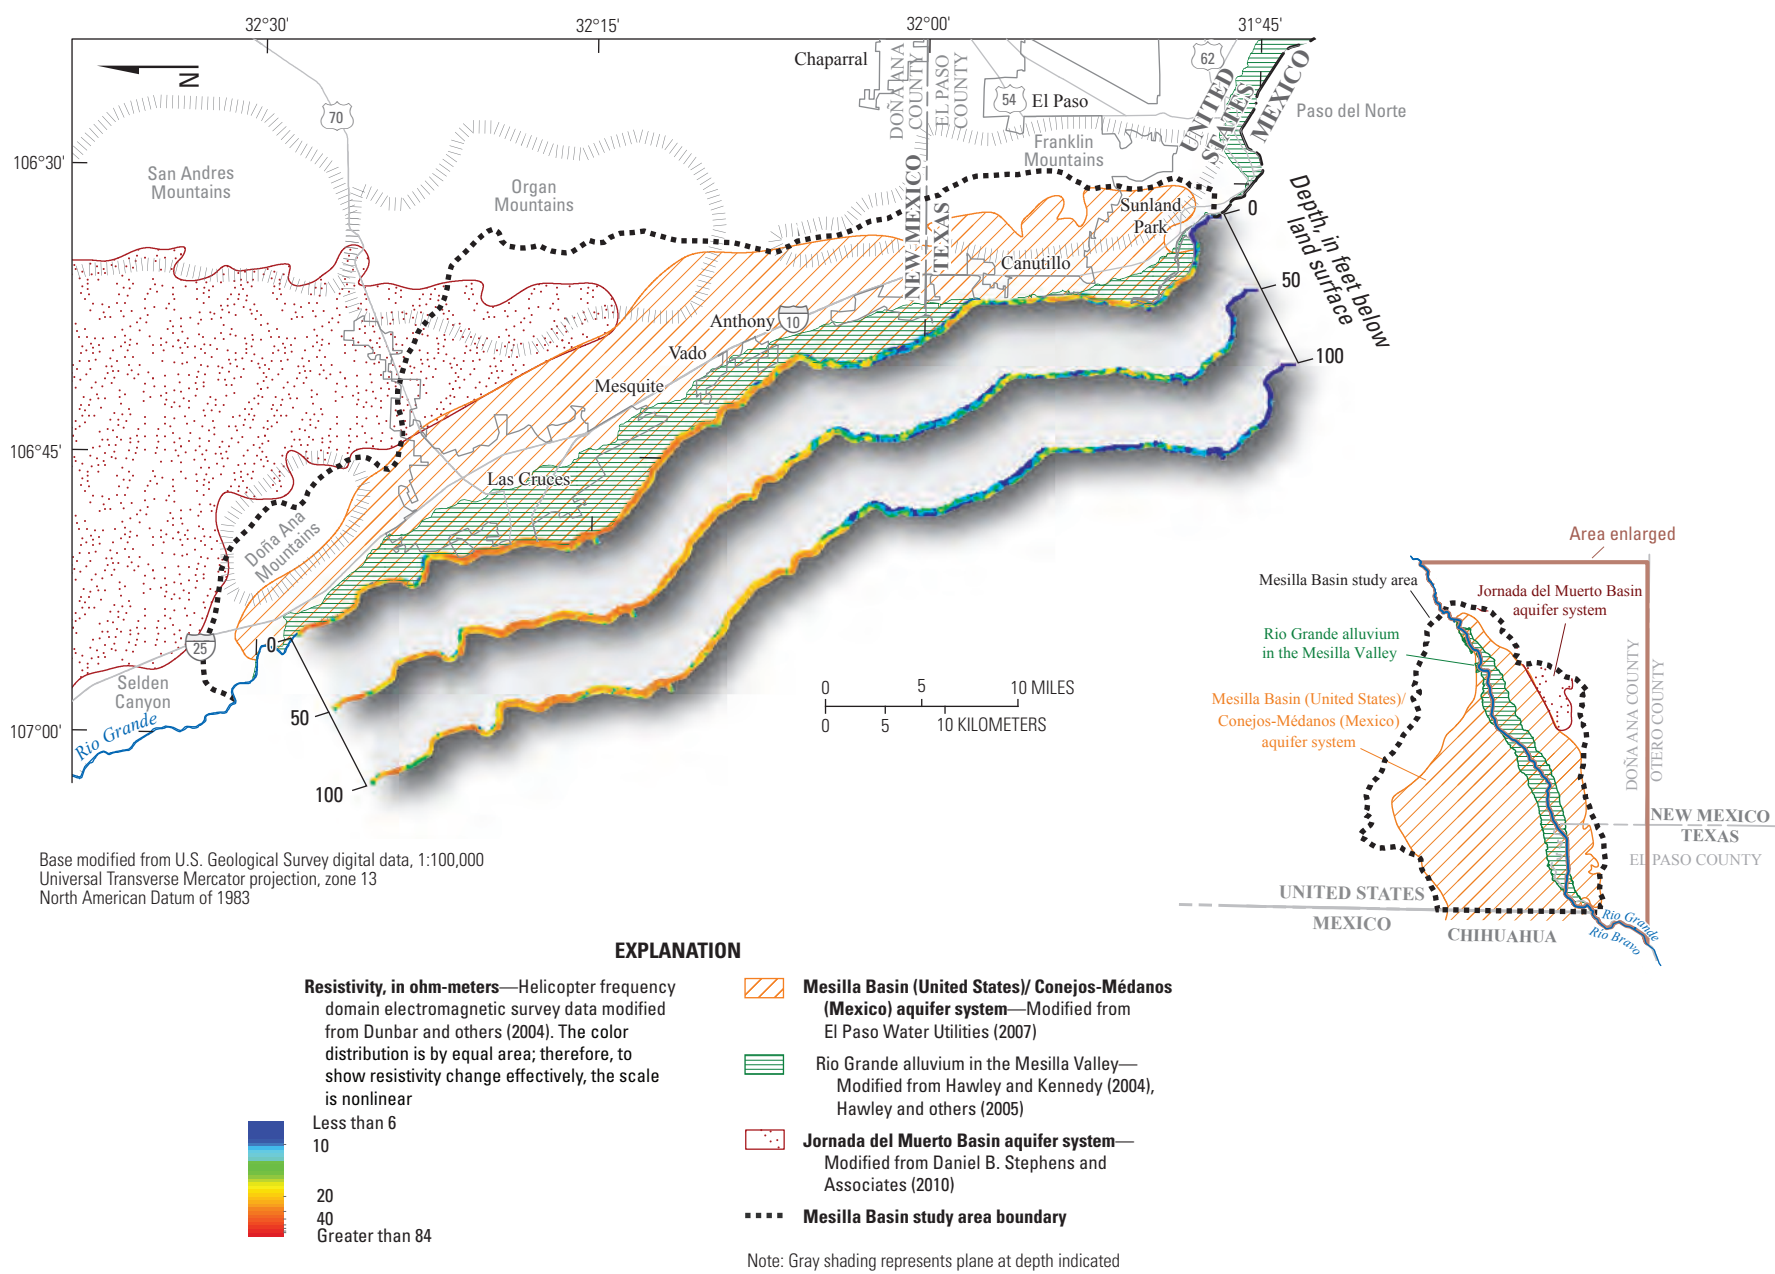 32°30'
32°15'
32°00'
31°45'
106°30'
106°45'
107°00'
N
70
San Andres
Mountains
Organ
Mountains
Chaparral
DOÑA ANA
COUNTY
EL PASO
COUNTY
54
El Paso
62
UNITED
STATES
MEXICO
Paso del Norte
Franklin
Mountains
NEW MEXICO
TEXAS
Sunland
Park
Canutillo
Anthony
10
Vado
Mesquite
Las Cruces
Doña Ana
Mountains
25
Selden
Canyon
Rio Grande
0
50
100
Depth, in feet below
land surface
0
50
100
0 5 10 MILES
0 5 10 KILOMETERS
Base modified from U.S. Geological Survey digital data, 1:100,000
Universal Transverse Mercator projection, zone 13
North American Datum of 1983
Area enlarged
Mesilla Basin study area
Jornada del Muerto Basin
aquifer system
Rio Grande alluvium
in the Mesilla Valley
Mesilla Basin (United States)/
Conejos-Médanos (Mexico)
aquifer system
DOÑA ANA COUNTY
OTERO COUNTY
NEW MEXICO
TEXAS
EL PASO COUNTY
UNITED STATES
MEXICO
CHIHUAHUA
Rio Grande
Rio Bravo
EXPLANATION
Resistivity, in ohm-meters—Helicopter frequency
domain electromagnetic survey data modified
from Dunbar and others (2004). The color
distribution is by equal area; therefore, to
show resistivity change effectively, the scale
is nonlinear
Less than 6
10
20
40
Greater than 84
Mesilla Basin (United States)/ Conejos-Médanos
(Mexico) aquifer system—Modified from
El Paso Water Utilities (2007)
Rio Grande alluvium in the Mesilla Valley—
Modified from Hawley and Kennedy (2004),
Hawley and others (2005)
Jornada del Muerto Basin aquifer system—
Modified from Daniel B. Stephens and
Associates (2010)
Mesilla Basin study area boundary
Note: Gray shading represents plane at depth indicated